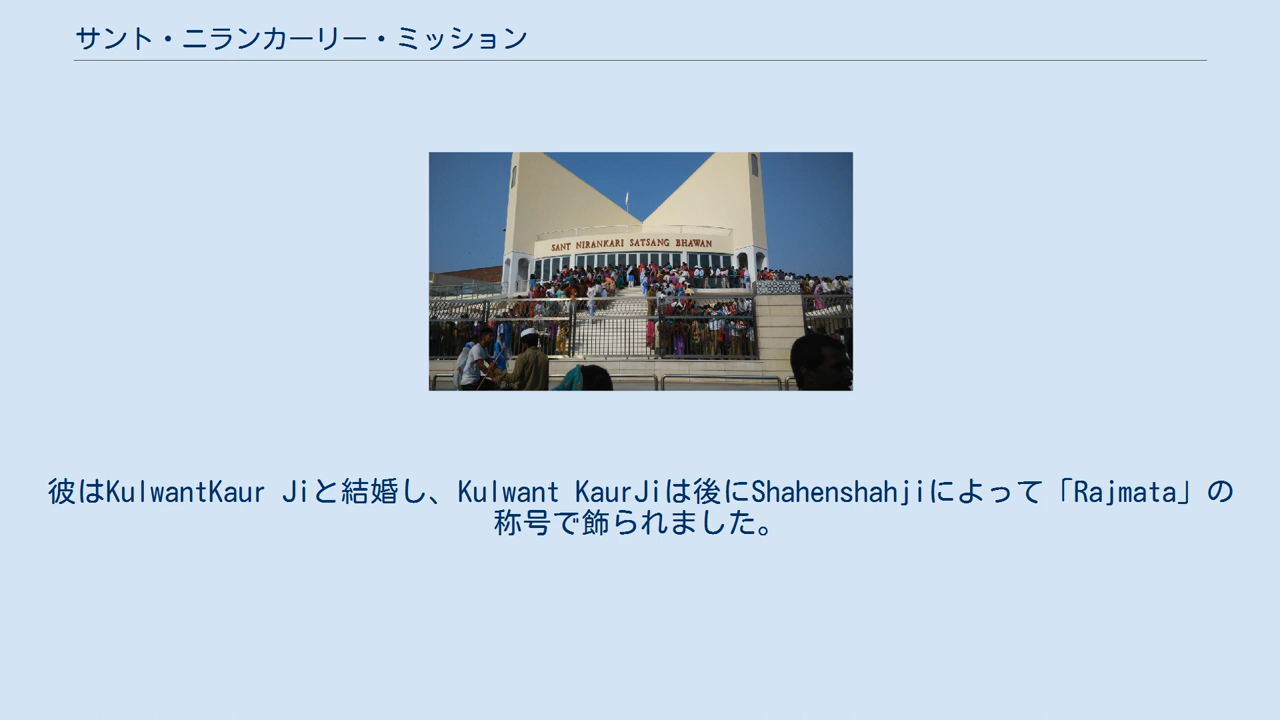 サント・ニランカーリー・ミッション
SANT NIRANKARI SATSANG BHAWAN
彼はKulwantKaur Jiと結婚し、Kulwant KaurJiは後にShahenshahjiによって「Rajmata」の
称号で飾られました。